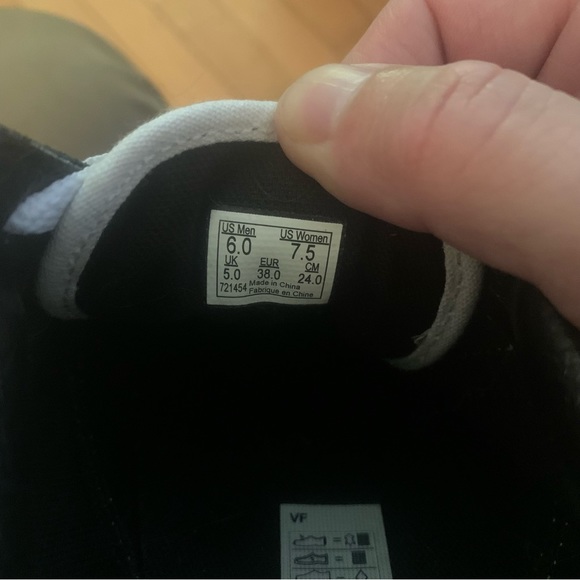 US Men US Women
6.0 7.5
UK EUR CM
5.0 38.0 24.0
721454 Made in China
Fabriqué en Chine
VF
=
=
=